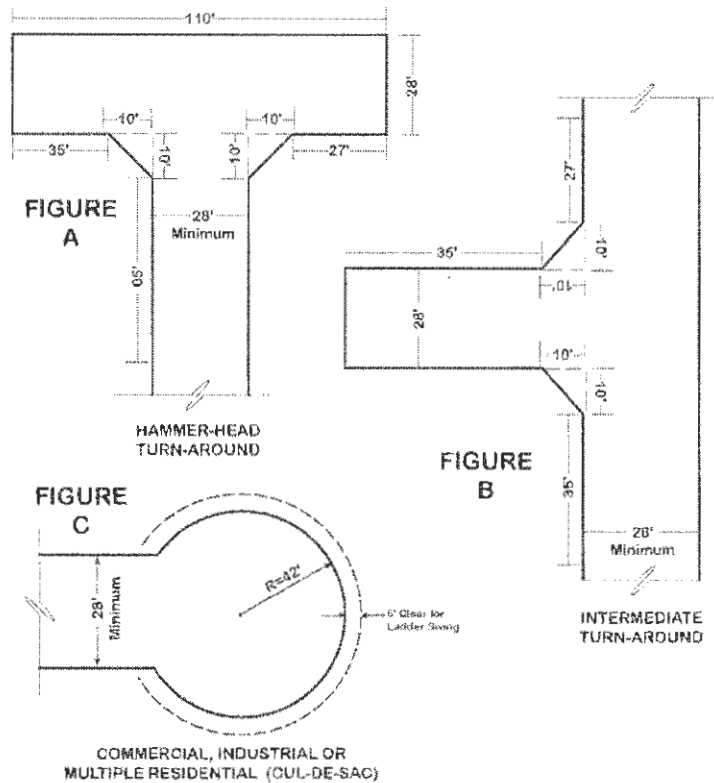 110'
28'
10'
10'
35'
10'
10'
27'
FIGURE
A
28'
Minimum
HAMMER-HEAD
TURN-AROUND
27'
35'
10'
10'
28'
10'
10'
FIGURE
B
35'
28'
Minimum
INTERMEDIATE
TURN-AROUND
FIGURE
C
28'
Minimum
R=42'
Clear for
Ladder Swing
COMMERCIAL, INDUSTRIAL OR
MULTIPLE RESIDENTIAL (CUL-DE-SAC)